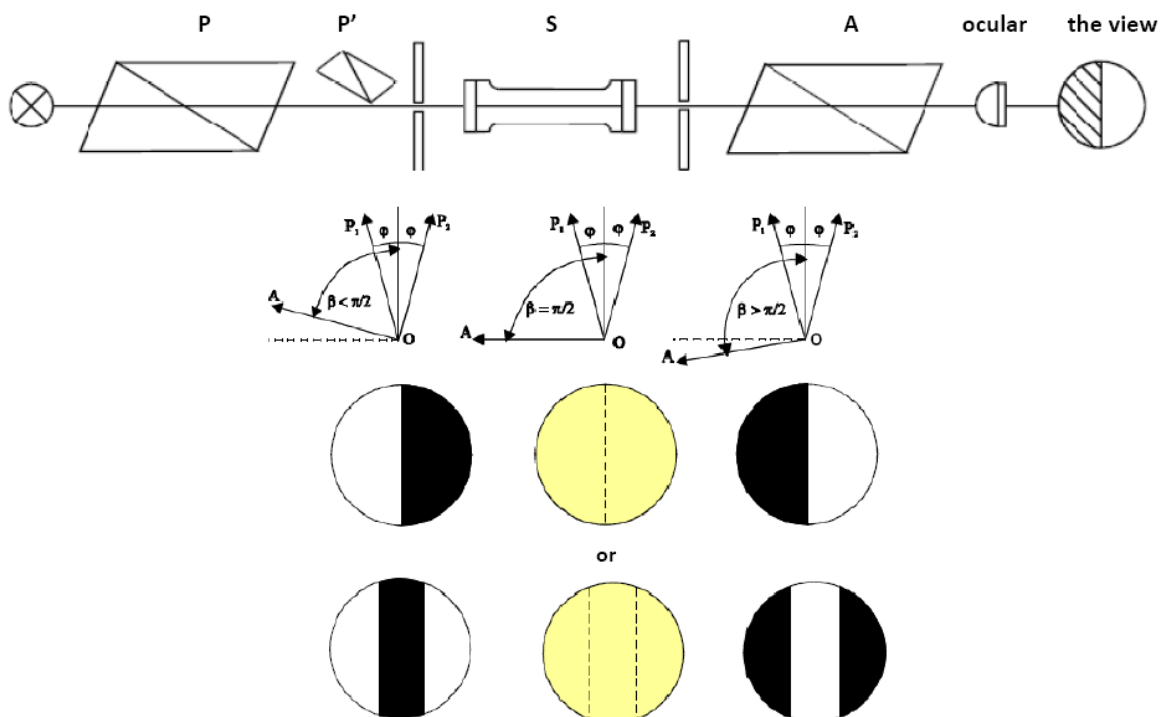 P P’ S A ocular the view
P₁ φ φ P₂ P₁ φ φ P₂ P₁ φ φ P₂
A β < π/2 β = π/2 β > π/2
O A O A O
or